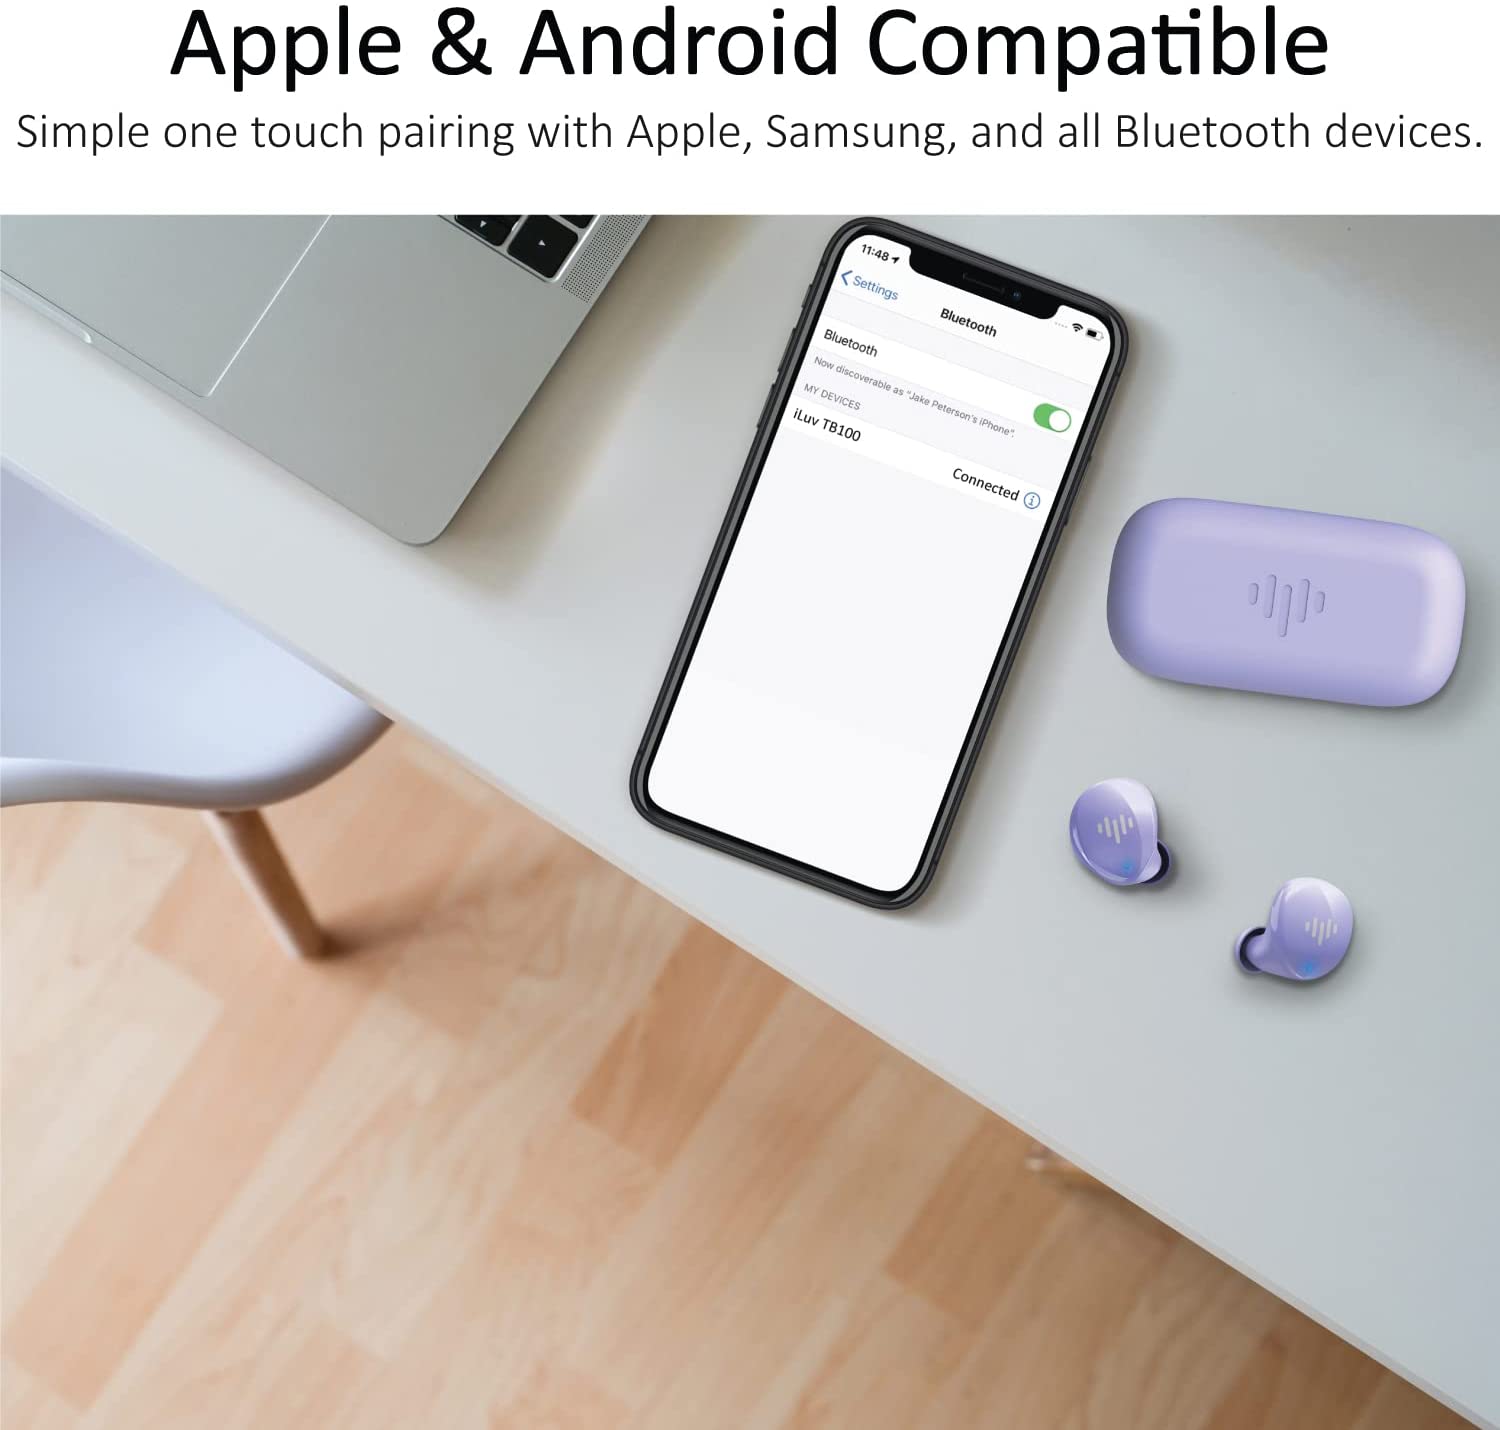 Apple & Android Compatible
Simple one touch pairing with Apple, Samsung, and all Bluetooth devices.
11:48
Settings
Bluetooth
Bluetooth
Now discoverable as "Jake Peterson's iPhone".
MY DEVICES
iLuv TB100
Connected